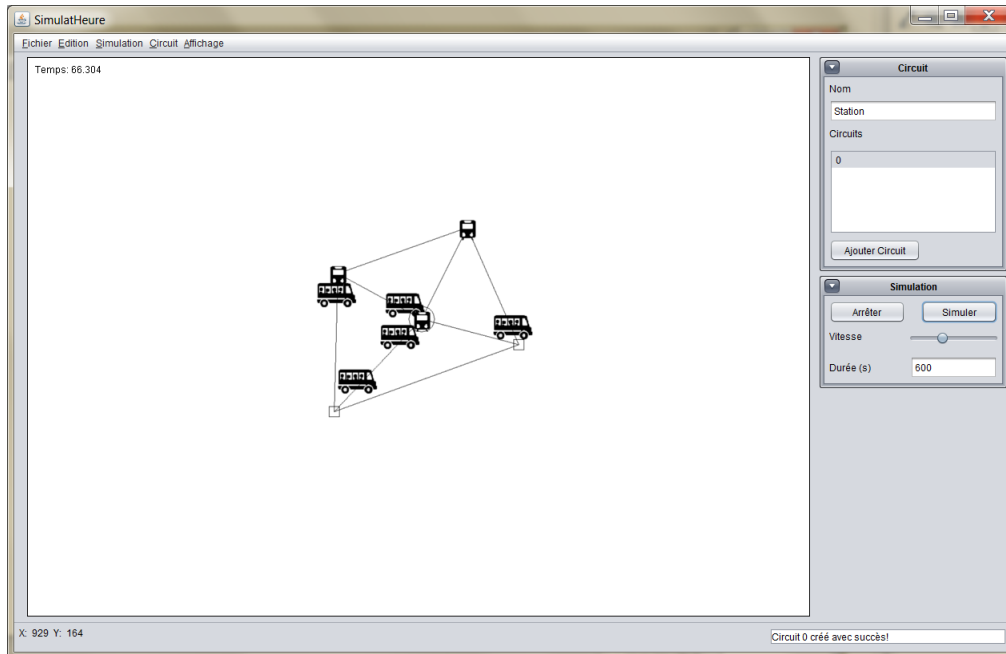 SimulatHeure
Fichier Edition Simulation Circuit Affichage
Temps: 66.304
Circuit
Nom
Station
Circuits
0
Ajouter Circuit
Simulation
Arrêter Simuler
Vitesse
Durée (s) 600
X: 929 Y: 164
Circuit 0 créé avec succès!